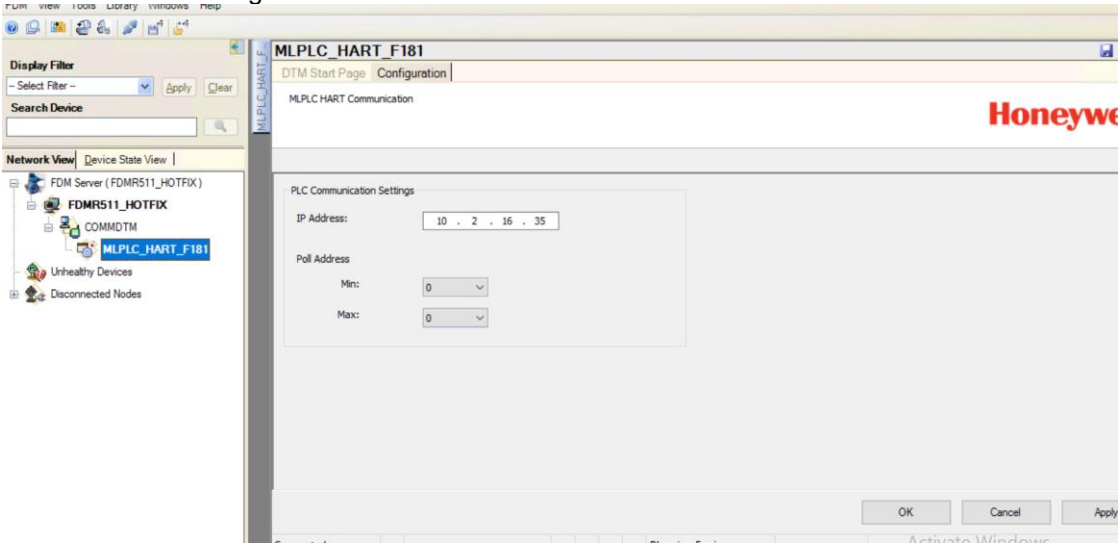 FDM View Tools Library Windows Help
MLPLC_HART_F181
Display Filter
DTM Start Page Configuration
-- Select Filter -- Apply Clear
MLPLC HART Communication
Search Device
MLPLC_HART_F...
Honeywe
Network View Device State View
FDM Server ( FDMR511_HOTFIX )
FDMR511_HOTFIX
COMMDTM
MLPLC_HART_F181
Unhealthy Devices
Disconnected Nodes
PLC Communication Settings
IP Address: 10 . 2 . 16 . 35
Poll Address
Min: 0
Max: 0
OK Cancel Apply
Activate Windows